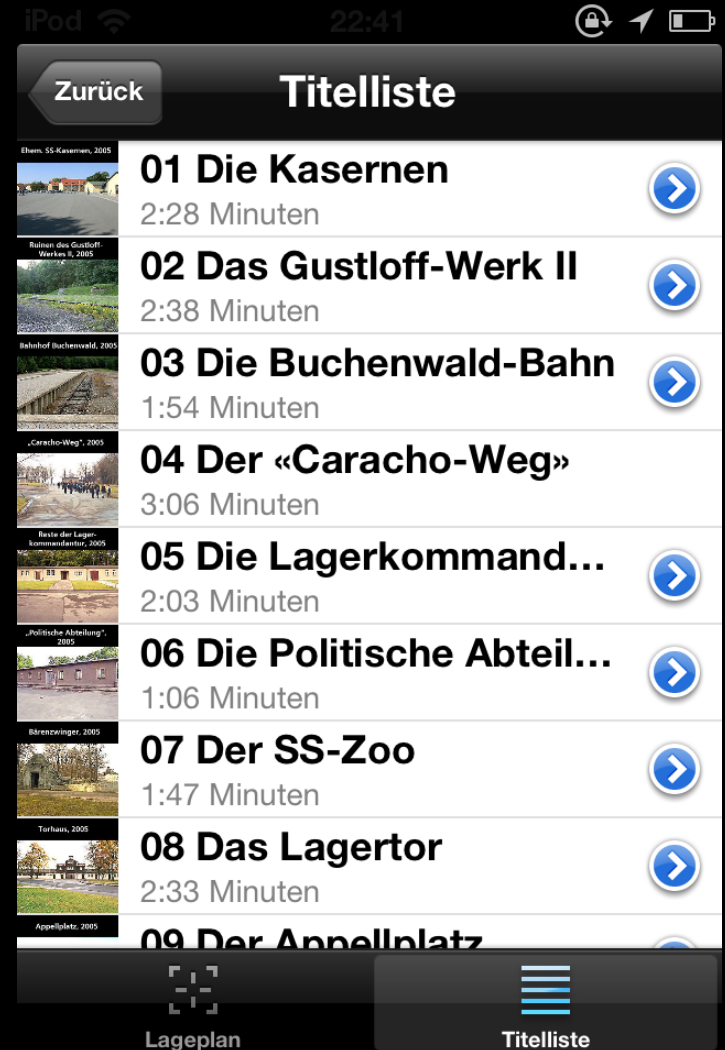 iPod 22:41
Zurück Titelliste
Ehem. SS-Kasernen, 2005
01 Die Kasernen
2:28 Minuten
Ruinen des Gustloff-
Werkes II, 2005
02 Das Gustloff-Werk II
2:38 Minuten
Bahnhof Buchenwald, 2005
03 Die Buchenwald-Bahn
1:54 Minuten
„Caracho-Weg", 2005
04 Der «Caracho-Weg»
3:06 Minuten
Reste der Lager-
kommandantur, 2005
05 Die Lagerkommand...
2:03 Minuten
„Politische Abteilung",
2005
06 Die Politische Abteil...
1:06 Minuten
Bärenzwinger, 2005
07 Der SS-Zoo
1:47 Minuten
Torhaus, 2005
08 Das Lagertor
2:33 Minuten
Appellplatz, 2005
09 Der Appellplatz
Lageplan Titelliste